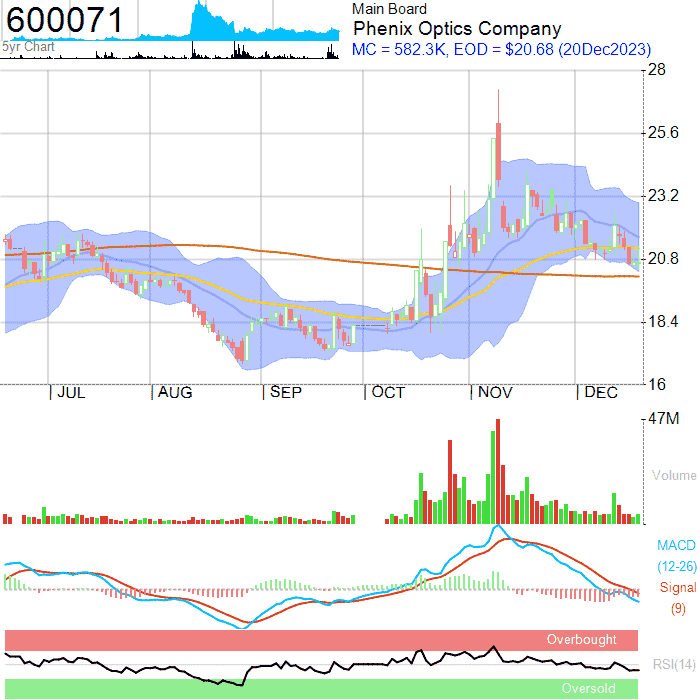 600071
5yr Chart
Main Board
Phenix Optics Company
MC = 582.3K, EOD = $20.68 (20Dec2023)
28
25.6
23.2
20.8
18.4
16
| JUL | AUG | SEP | OCT | NOV | DEC
47M
Volume
MACD
(12-26)
Signal
(9)
Overbought
RSI(14)
Oversold